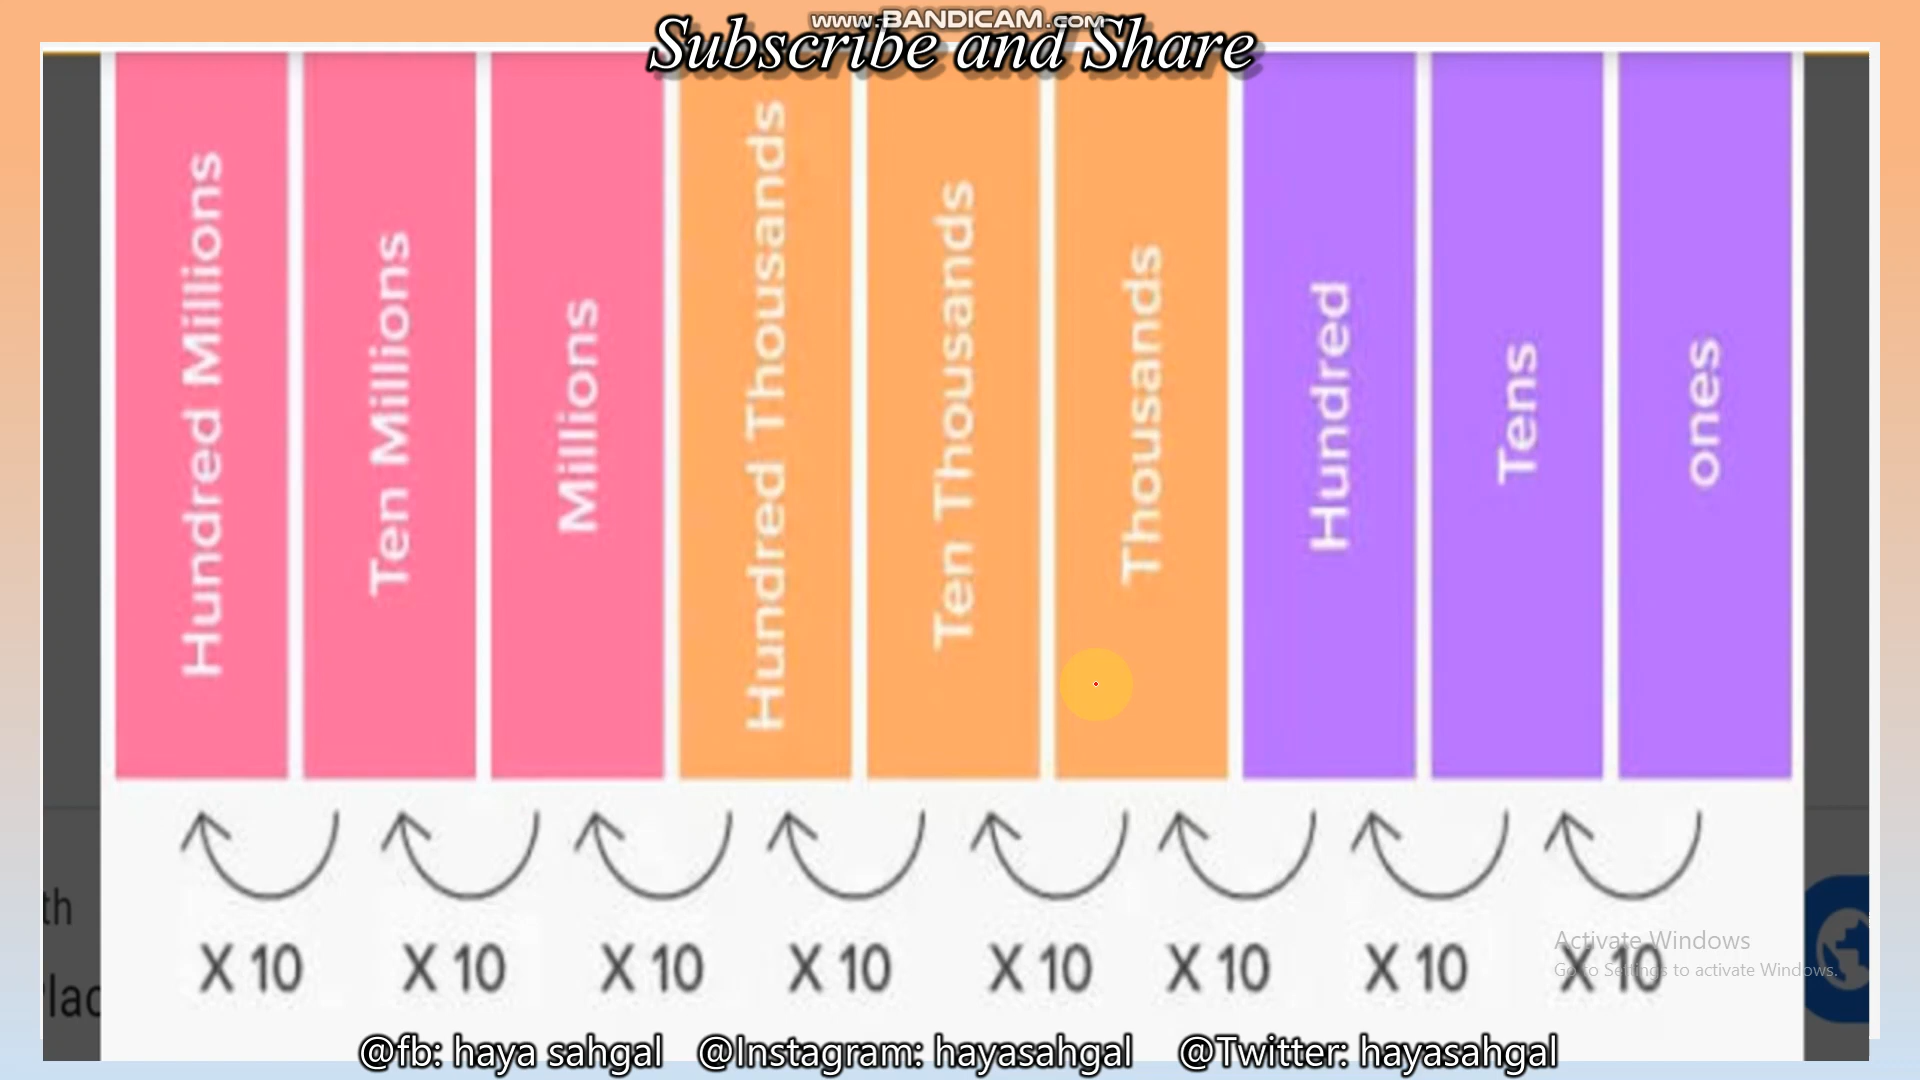 www.BANDICAM.com
Subscribe and Share
Hundred Millions
Ten Millions
Millions
Hundred Thousands
Ten Thousands
Thousands
Hundred
Tens
ones
X 10 X 10 X 10 X 10 X 10 X 10 X 10 X 10
th
Activate Windows
Go to Settings to activate Windows.
@fb: haya sahgal @Instagram: hayasahgal @Twitter: hayasahgal